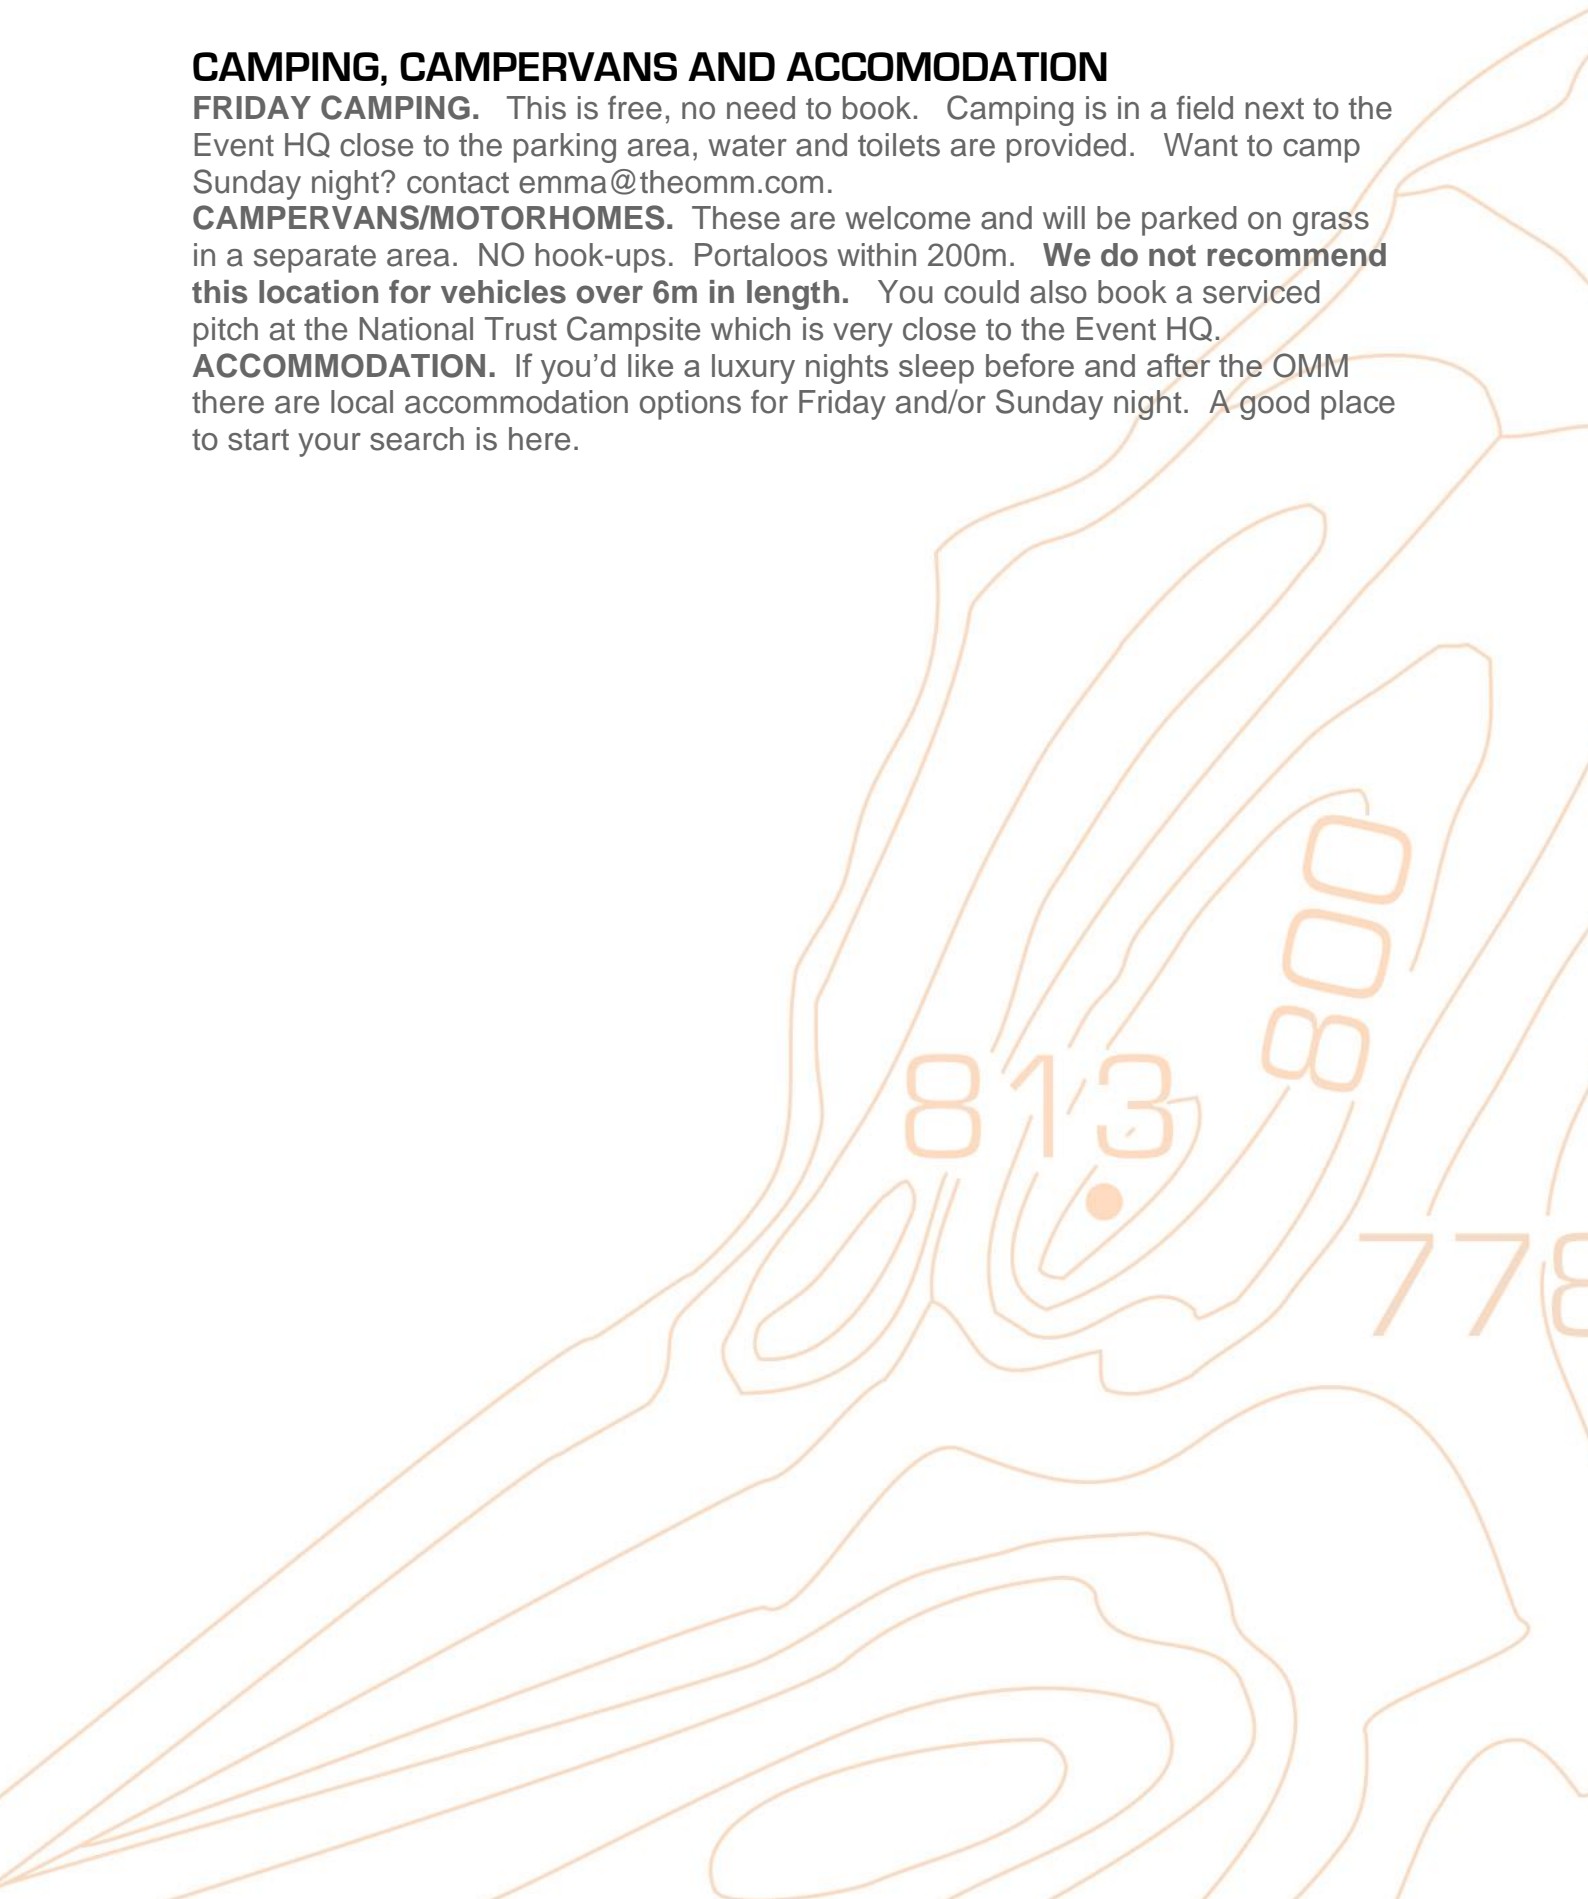 CAMPING, CAMPERVANS AND ACCOMODATION
FRIDAY CAMPING. This is free, no need to book. Camping is in a field next to the
Event HQ close to the parking area, water and toilets are provided. Want to camp
Sunday night? contact emma@theomm.com.
CAMPERVANS/MOTORHOMES. These are welcome and will be parked on grass
in a separate area. NO hook-ups. Portaloos within 200m. We do not recommend
this location for vehicles over 6m in length. You could also book a serviced
pitch at the National Trust Campsite which is very close to the Event HQ.
ACCOMMODATION. If you’d like a luxury nights sleep before and after the OMM
there are local accommodation options for Friday and/or Sunday night. A good place
to start your search is here.
800
813
778